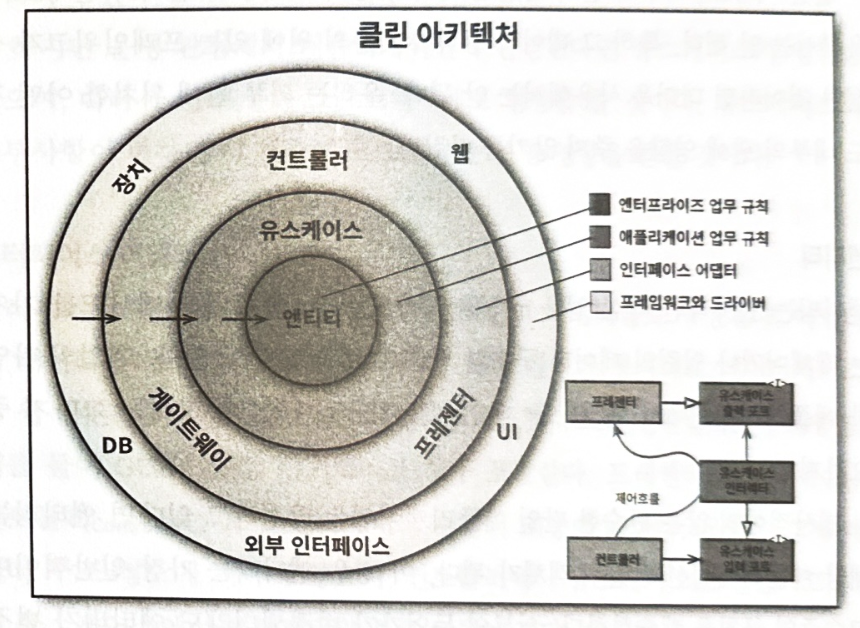 클린 아키텍처
장치
컨트롤러
웹
유스케이스
엔티티
게이트웨이
프레젠터
DB
UI
외부 인터페이스
엔터프라이즈 업무 규칙
애플리케이션 업무 규칙
인터페이스 어댑터
프레임워크와 드라이버
프레젠터
유스케이스
출력 포트
유스케이스
인터랙터
제어흐름
컨트롤러
유스케이스
입력 포트